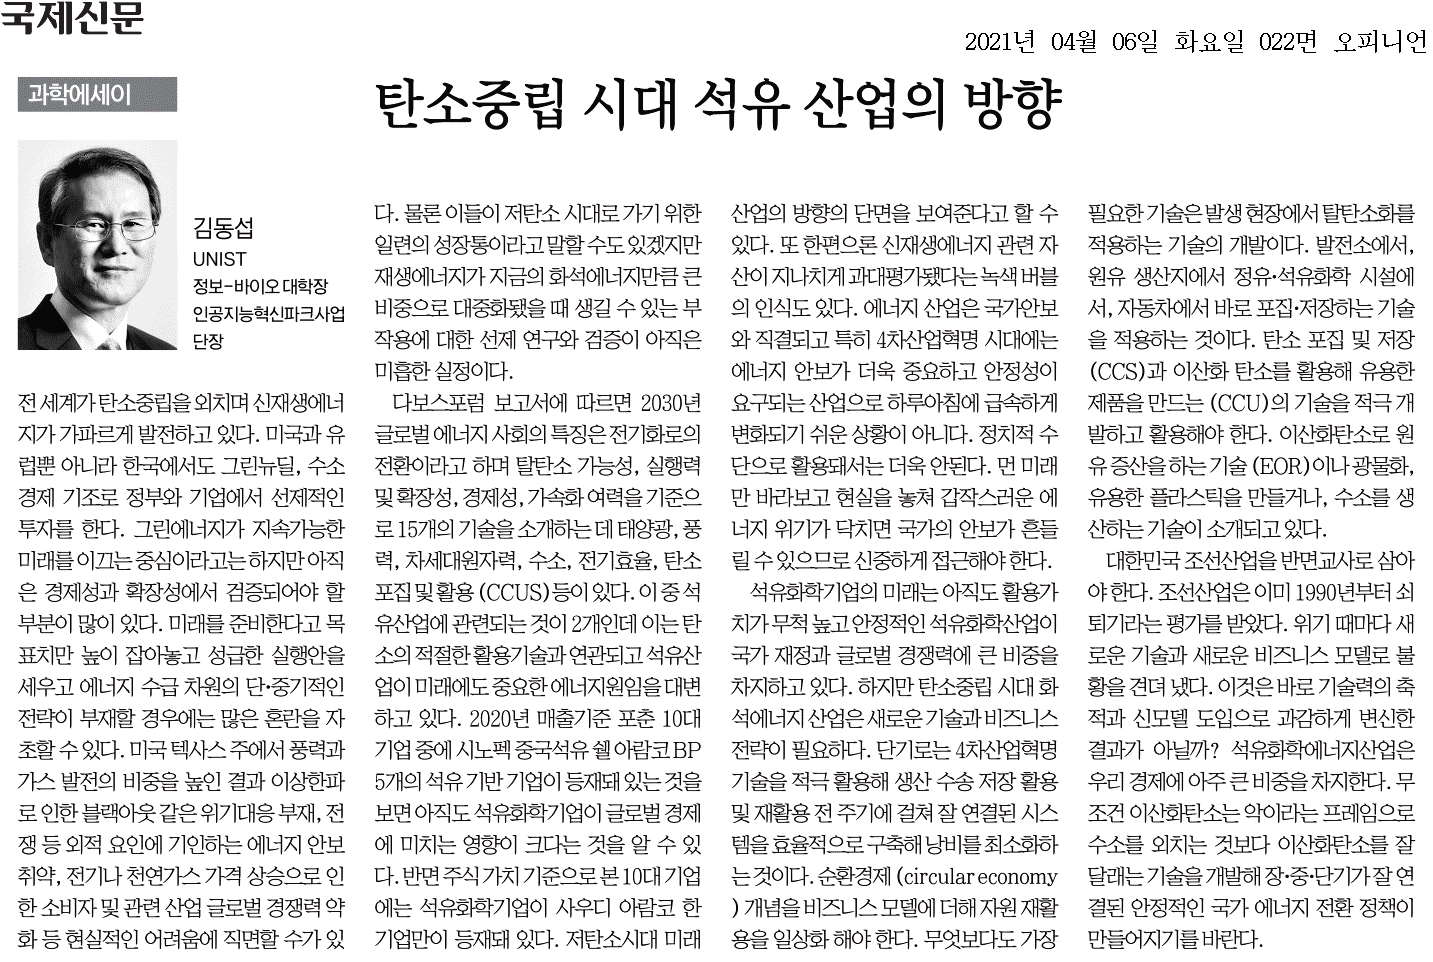 국제신문
2021년 04월 06일 화요일 022면 오피니언
과학에세이
탄소중립 시대 석유 산업의 방향
김동섭
UNIST
정보-바이오 대학장
인공지능혁신파크사업
단장
전 세계가 탄소중립을 외치며 신재생에너
지가 가파르게 발전하고 있다. 미국과 유
럽뿐 아니라 한국에서도 그린뉴딜, 수소
경제 기조로 정부와 기업에서 선제적인
투자를 한다. 그린에너지가 지속가능한
미래를 이끄는 중심이라고는 하지만 아직
은 경제성과 확장성에서 검증되어야 할
부분이 많이 있다. 미래를 준비한다고 목
표치만 높이 잡아놓고 성급한 실행안을
세우고 에너지 수급 차원의 단·중기적인
전략이 부재할 경우에는 많은 혼란을 자
초할 수 있다. 미국 텍사스 주에서 풍력과
가스 발전의 비중을 높인 결과 이상한파
로 인한 블랙아웃 같은 위기대응 부재, 전
쟁 등 외적 요인에 기인하는 에너지 안보
취약, 전기나 천연가스 가격 상승으로 인
한 소비자 및 관련 산업 글로벌 경쟁력 약
화 등 현실적인 어려움에 직면할 수가 있
다. 물론 이들이 저탄소 시대로 가기 위한
일련의 성장통이라고 말할 수도 있겠지만
재생에너지가 지금의 화석에너지만큼 큰
비중으로 대중화됐을 때 생길 수 있는 부
작용에 대한 선제 연구와 검증이 아직은
미흡한 실정이다.
다보스포럼 보고서에 따르면 2030년
글로벌 에너지 사회의 특징은 전기화로의
전환이라고 하며 탈탄소 가능성, 실행력
및 확장성, 경제성, 가속화 여력을 기준으
로 15개의 기술을 소개하는 데 태양광, 풍
력, 차세대원자력, 수소, 전기효율, 탄소
포집 및 활용 (CCUS) 등이 있다. 이 중 석
유산업에 관련되는 것이 2개인데 이는 탄
소의 적절한 활용기술과 연관되고 석유산
업이 미래에도 중요한 에너지원임을 대변
하고 있다. 2020년 매출기준 포춘 10대
기업 중에 시노펙 중국석유 쉘 아람코 BP
5개의 석유 기반 기업이 등재돼 있는 것을
보면 아직도 석유화학기업이 글로벌 경제
에 미치는 영향이 크다는 것을 알 수 있
다. 반면 주식 가치 기준으로 본 10대 기업
에는 석유화학기업이 사우디 아람코 한
기업만이 등재돼 있다. 저탄소시대 미래
산업의 방향의 단면을 보여준다고 할 수
있다. 또 한편으론 신재생에너지 관련 자
산이 지나치게 과대평가됐다는 녹색 버블
의 인식도 있다. 에너지 산업은 국가안보
와 직결되고 특히 4차산업혁명 시대에는
에너지 안보가 더욱 중요하고 안정성이
요구되는 산업으로 하루아침에 급속하게
변화되기 쉬운 상황이 아니다. 정치적 수
단으로 활용돼서는 더욱 안된다. 먼 미래
만 바라보고 현실을 놓쳐 갑작스러운 에
너지 위기가 닥치면 국가의 안보가 흔들
릴 수 있으므로 신중하게 접근해야 한다.
석유화학기업의 미래는 아직도 활용가
치가 무척 높고 안정적인 석유화학산업이
국가 재정과 글로벌 경쟁력에 큰 비중을
차지하고 있다. 하지만 탄소중립 시대 화
석에너지 산업은 새로운 기술과 비즈니스
전략이 필요하다. 단기로는 4차산업혁명
기술을 적극 활용해 생산 수송 저장 활용
및 재활용 전 주기에 걸쳐 잘 연결된 시스
템을 효율적으로 구축해 낭비를 최소화하
는 것이다. 순환경제 (circular economy
) 개념을 비즈니스 모델에 더해 자원 재활
용을 일상화 해야 한다. 무엇보다도 가장
필요한 기술은 발생 현장에서 탈탄소화를
적용하는 기술의 개발이다. 발전소에서,
원유 생산지에서 정유·석유화학 시설에
서, 자동차에서 바로 포집·저장하는 기술
을 적용하는 것이다. 탄소 포집 및 저장
(CCS)과 이산화 탄소를 활용해 유용한
제품을 만드는 (CCU)의 기술을 적극 개
발하고 활용해야 한다. 이산화탄소로 원
유 증산을 하는 기술 (EOR)이나 광물화,
유용한 플라스틱을 만들거나, 수소를 생
산하는 기술이 소개되고 있다.
대한민국 조선산업을 반면교사로 삼아
야 한다. 조선산업은 이미 1990년부터 쇠
퇴기라는 평가를 받았다. 위기 때마다 새
로운 기술과 새로운 비즈니스 모델로 불
황을 견뎌 냈다. 이것은 바로 기술력의 축
적과 신모델 도입으로 과감하게 변신한
결과가 아닐까? 석유화학에너지산업은
우리 경제에 아주 큰 비중을 차지한다. 무
조건 이산화탄소는 악이라는 프레임으로
수소를 외치는 것보다 이산화탄소를 잘
달래는 기술을 개발해 장·중·단기가 잘 연
결된 안정적인 국가 에너지 전환 정책이
만들어지기를 바란다.